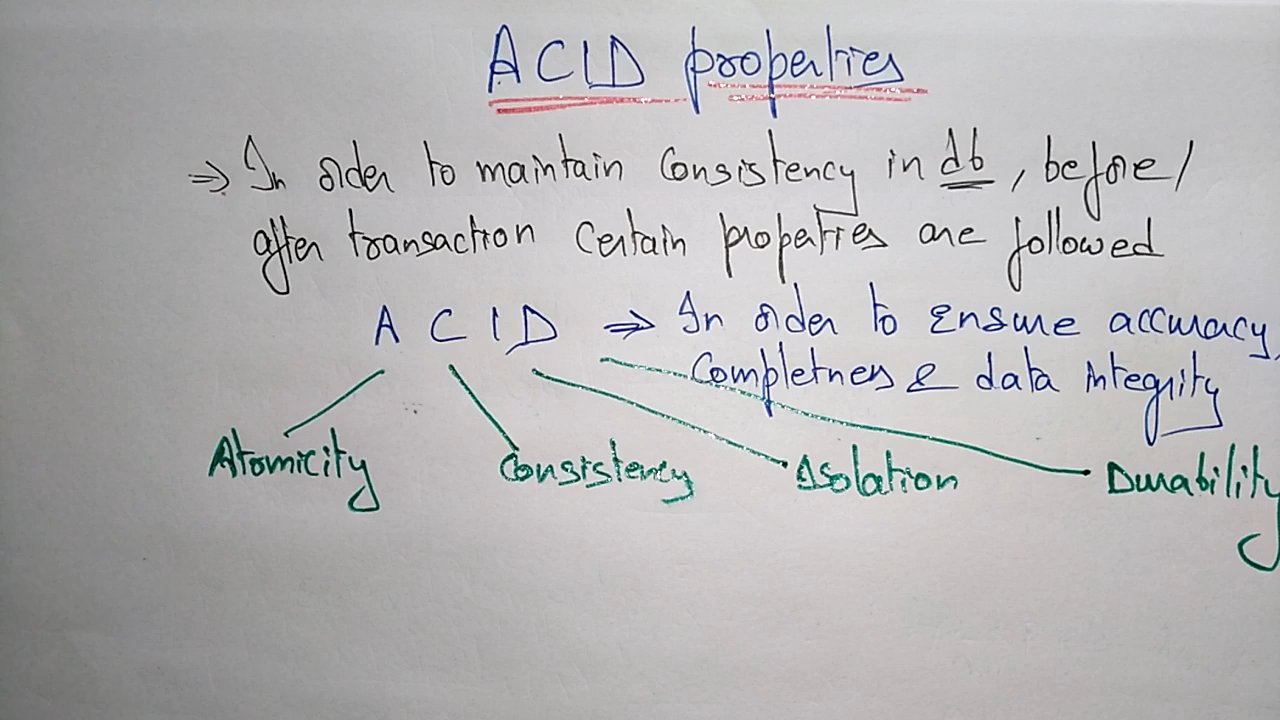 ACID properties
⇒ In order to maintain Consistency in db, before/
after transaction Certain properties are followed
A C I D ⇒ In order to Ensure accuracy,
Completness & data integrity
Atomicity Consistency Isolation Durability